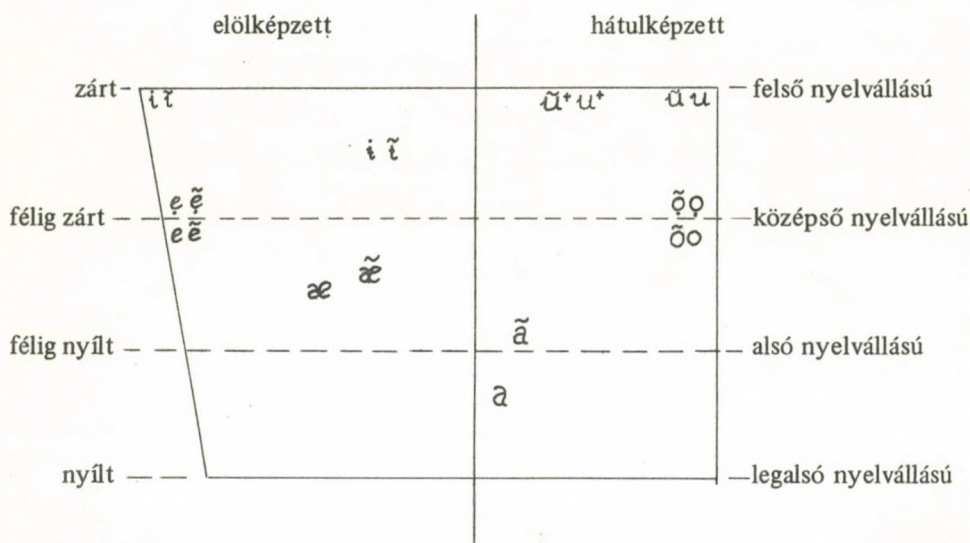 elölképzett hátulképzett
zárt i ĩ ũ⁺ u⁺ ũ u felső nyelvállású
i ĩ
ẹ ẹ̃ ọ̃ ọ
félig zárt középső nyelvállású
e ẽ õ o
æ æ̃
ã
félig nyílt alsó nyelvállású
a
nyílt legalsó nyelvállású